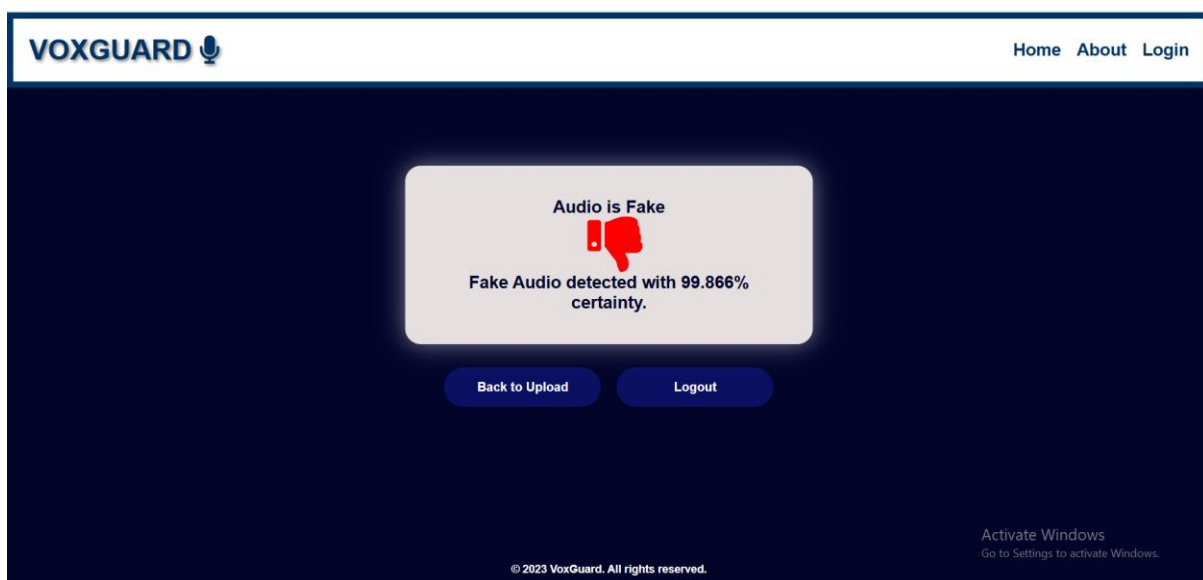 VOXGUARD
Home About Login
Audio is Fake
Fake Audio detected with 99.866%
certainty.
Back to Upload Logout
Activate Windows
Go to Settings to activate Windows.
© 2023 VoxGuard. All rights reserved.